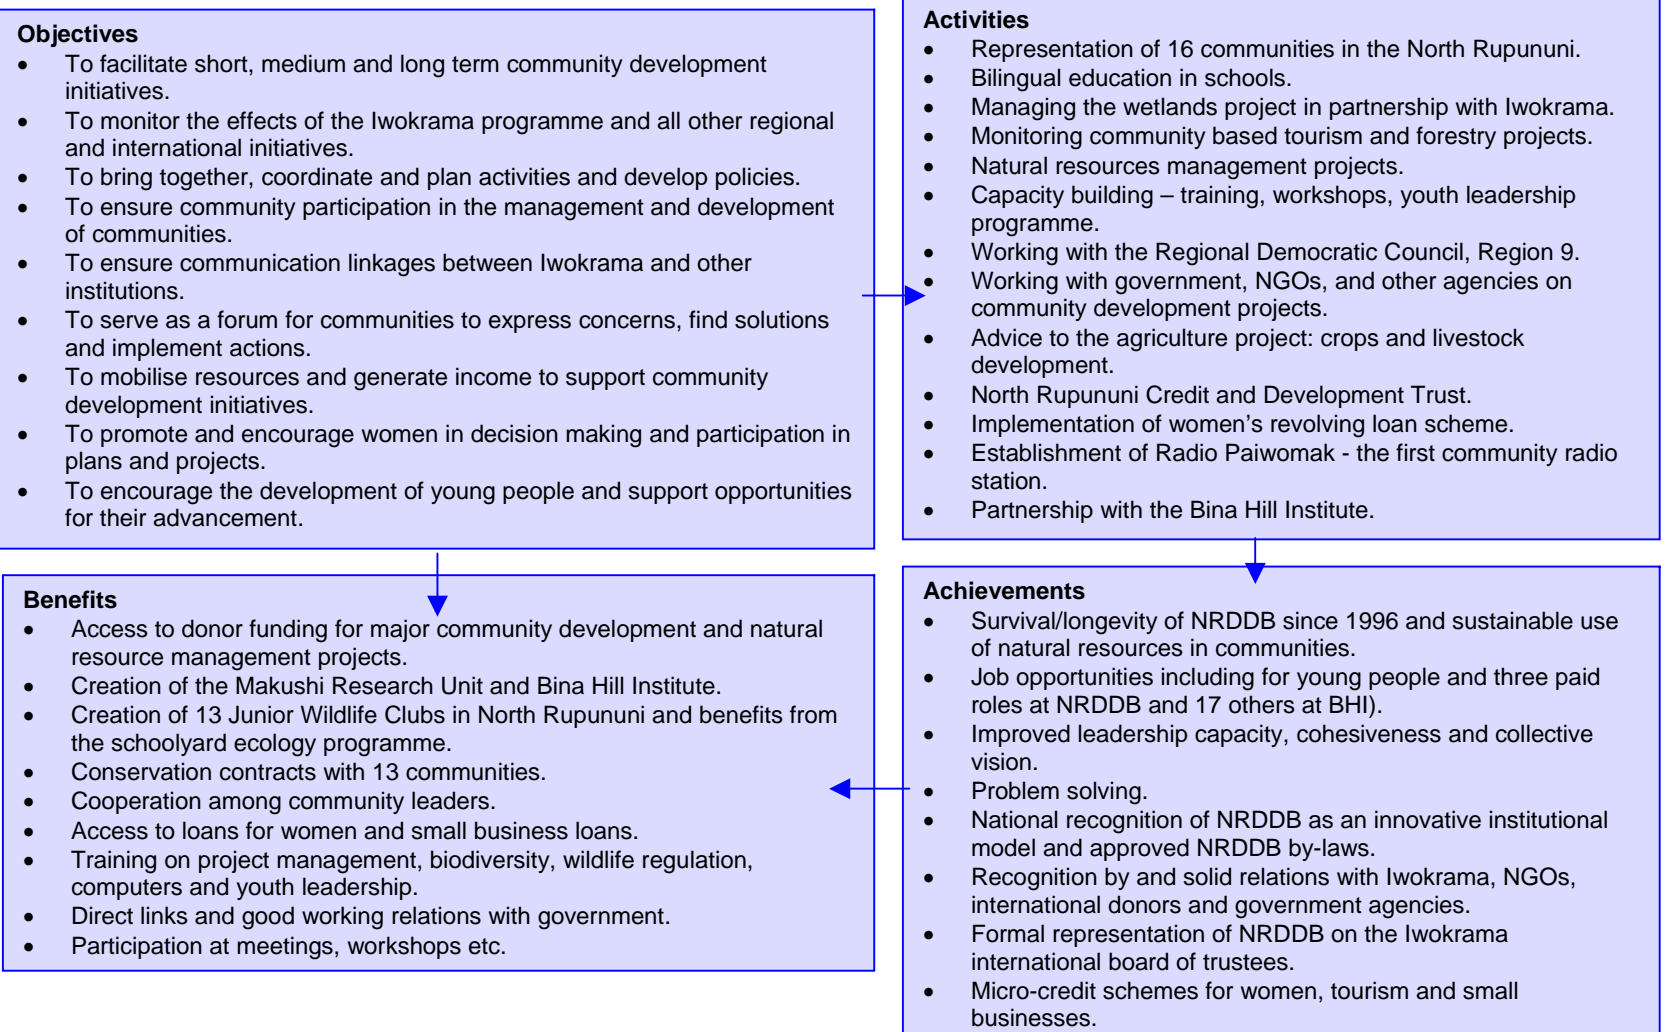 Objectives
• To facilitate short, medium and long term community development
initiatives.
• To monitor the effects of the Iwokrama programme and all other regional
and international initiatives.
• To bring together, coordinate and plan activities and develop policies.
• To ensure community participation in the management and development
of communities.
• To ensure communication linkages between Iwokrama and other
institutions.
• To serve as a forum for communities to express concerns, find solutions
and implement actions.
• To mobilise resources and generate income to support community
development initiatives.
• To promote and encourage women in decision making and participation in
plans and projects.
• To encourage the development of young people and support opportunities
for their advancement.
Activities
• Representation of 16 communities in the North Rupununi.
• Bilingual education in schools.
• Managing the wetlands project in partnership with Iwokrama.
• Monitoring community based tourism and forestry projects.
• Natural resources management projects.
• Capacity building – training, workshops, youth leadership
programme.
• Working with the Regional Democratic Council, Region 9.
• Working with government, NGOs, and other agencies on
community development projects.
• Advice to the agriculture project: crops and livestock
development.
• North Rupununi Credit and Development Trust.
• Implementation of women's revolving loan scheme.
• Establishment of Radio Paiwomak - the first community radio
station.
• Partnership with the Bina Hill Institute.
Benefits
• Access to donor funding for major community development and natural
resource management projects.
• Creation of the Makushi Research Unit and Bina Hill Institute.
• Creation of 13 Junior Wildlife Clubs in North Rupununi and benefits from
the schoolyard ecology programme.
• Conservation contracts with 13 communities.
• Cooperation among community leaders.
• Access to loans for women and small business loans.
• Training on project management, biodiversity, wildlife regulation,
computers and youth leadership.
• Direct links and good working relations with government.
• Participation at meetings, workshops etc.
Achievements
• Survival/longevity of NRDDB since 1996 and sustainable use
of natural resources in communities.
• Job opportunities including for young people and three paid
roles at NRDDB and 17 others at BHI).
• Improved leadership capacity, cohesiveness and collective
vision.
• Problem solving.
• National recognition of NRDDB as an innovative institutional
model and approved NRDDB by-laws.
• Recognition by and solid relations with Iwokrama, NGOs,
international donors and government agencies.
• Formal representation of NRDDB on the Iwokrama
international board of trustees.
• Micro-credit schemes for women, tourism and small
businesses.